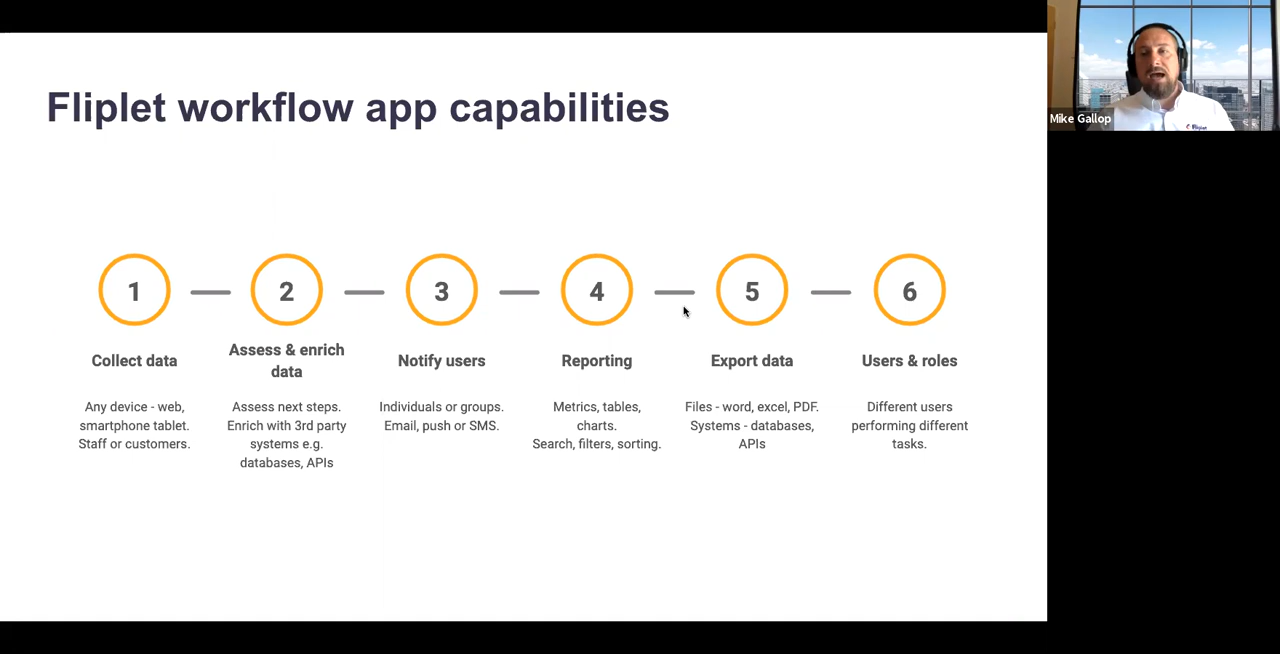 Fliplet workflow app capabilities
Mike Gallop
Fliplet
1
2
3
4
5
6
Collect data
Assess & enrich
data
Notify users
Reporting
Export data
Users & roles
Any device - web,
smartphone tablet.
Staff or customers.
Assess next steps.
Enrich with 3rd party
systems e.g.
databases, APIs
Individuals or groups.
Email, push or SMS.
Metrics, tables,
charts.
Search, filters, sorting.
Files - word, excel, PDF.
Systems - databases,
APIs
Different users
performing different
tasks.